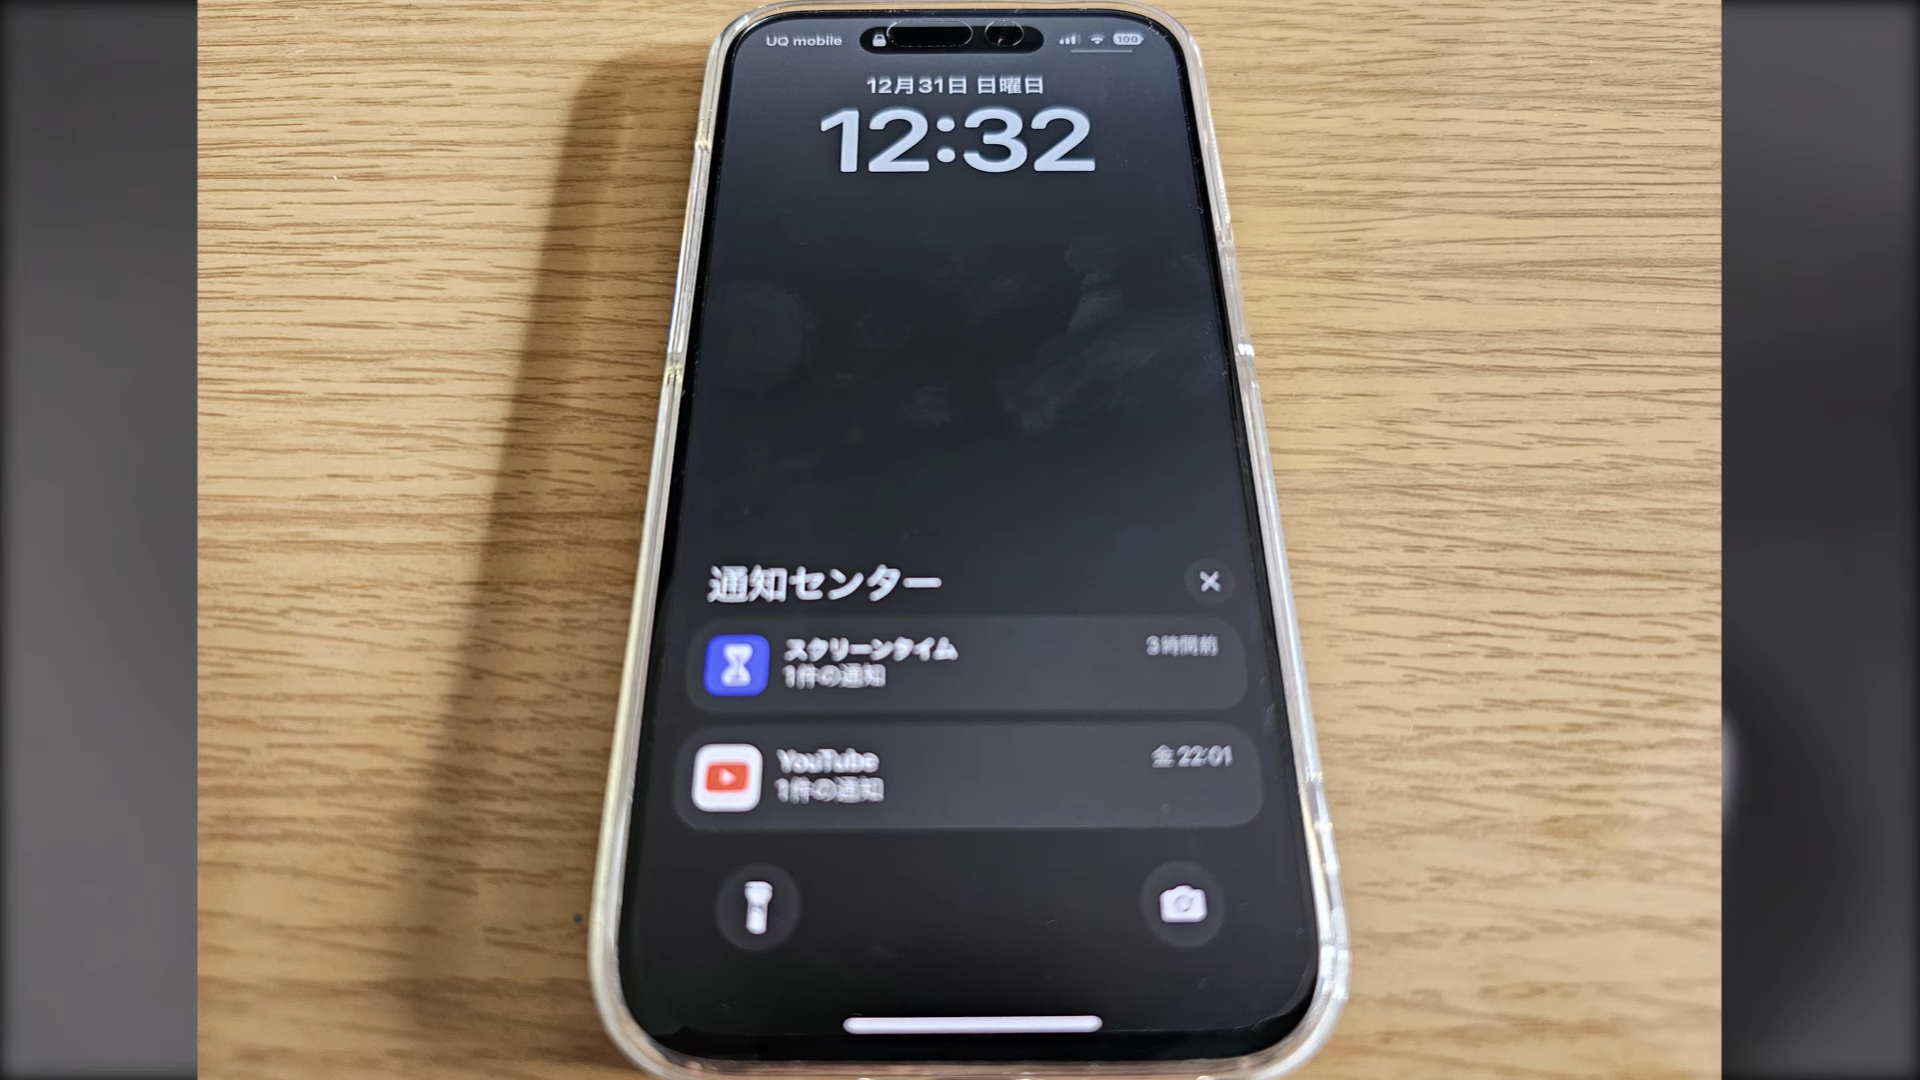 UQ mobile
100
12月31日 日曜日
12:32
通知センター
スクリーンタイム
3時間前
1件の通知
YouTube
金 22:01
1件の通知